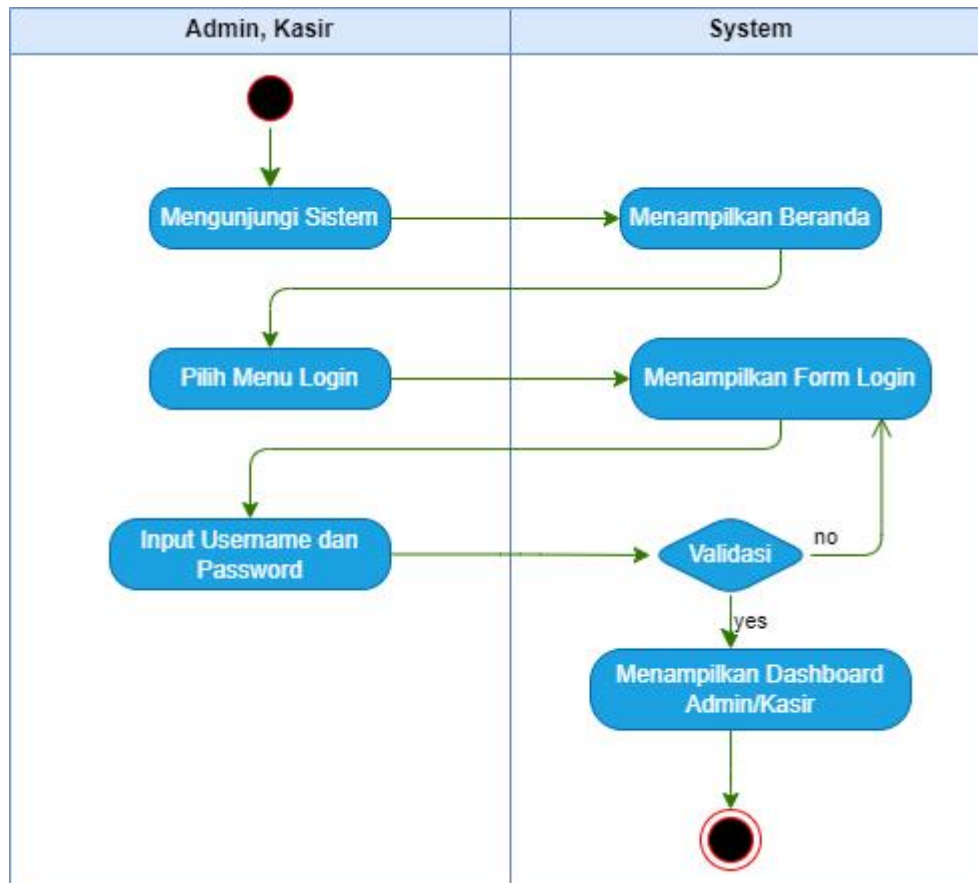 Admin, Kasir
System
Mengunjungi Sistem
Menampilkan Beranda
Pilih Menu Login
Menampilkan Form Login
Input Username dan
Password
Validasi
no
yes
Menampilkan Dashboard
Admin/Kasir